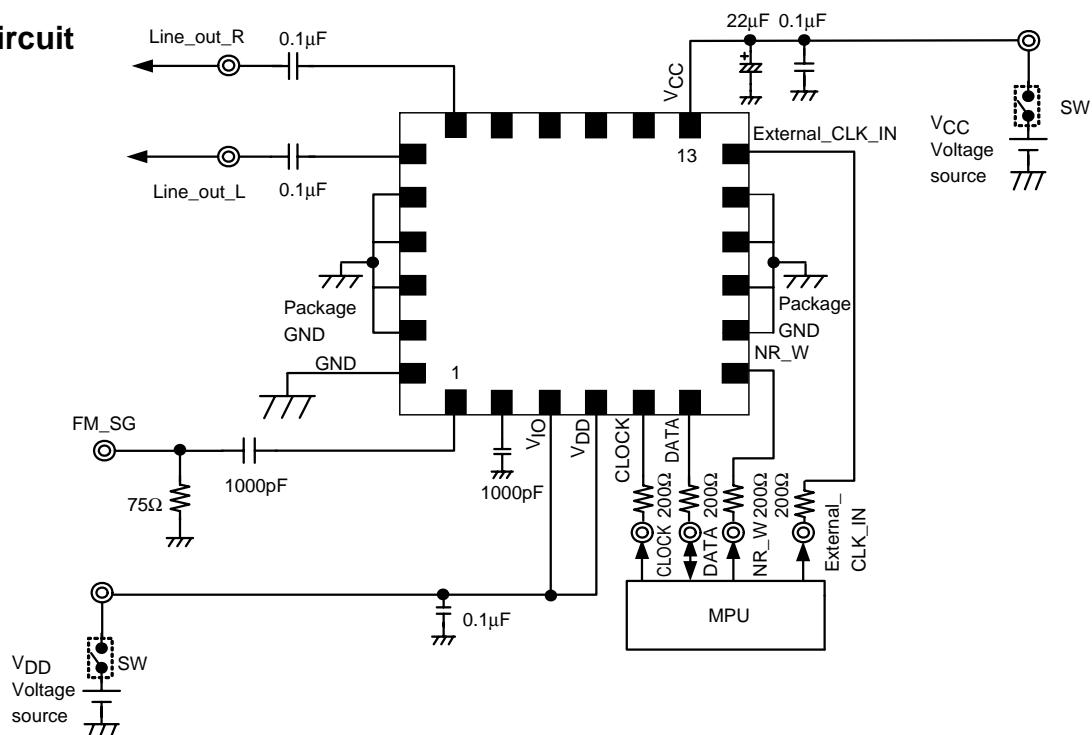 ircuit
Line_out_R
0.1µF
22µF 0.1µF
VCC
SW
VCC
Voltage
source
External_CLK_IN
13
Line_out_L
0.1µF
Package
GND
Package
GND
NR_W
GND
1
FM_SG
1000pF
75Ω
1000pF
VIO
VDD
CLOCK
DATA
CLOCK 200Ω
DATA 200Ω
NR_W 200Ω
200Ω
External_
CLK_IN
MPU
0.1µF
SW
VDD
Voltage
source